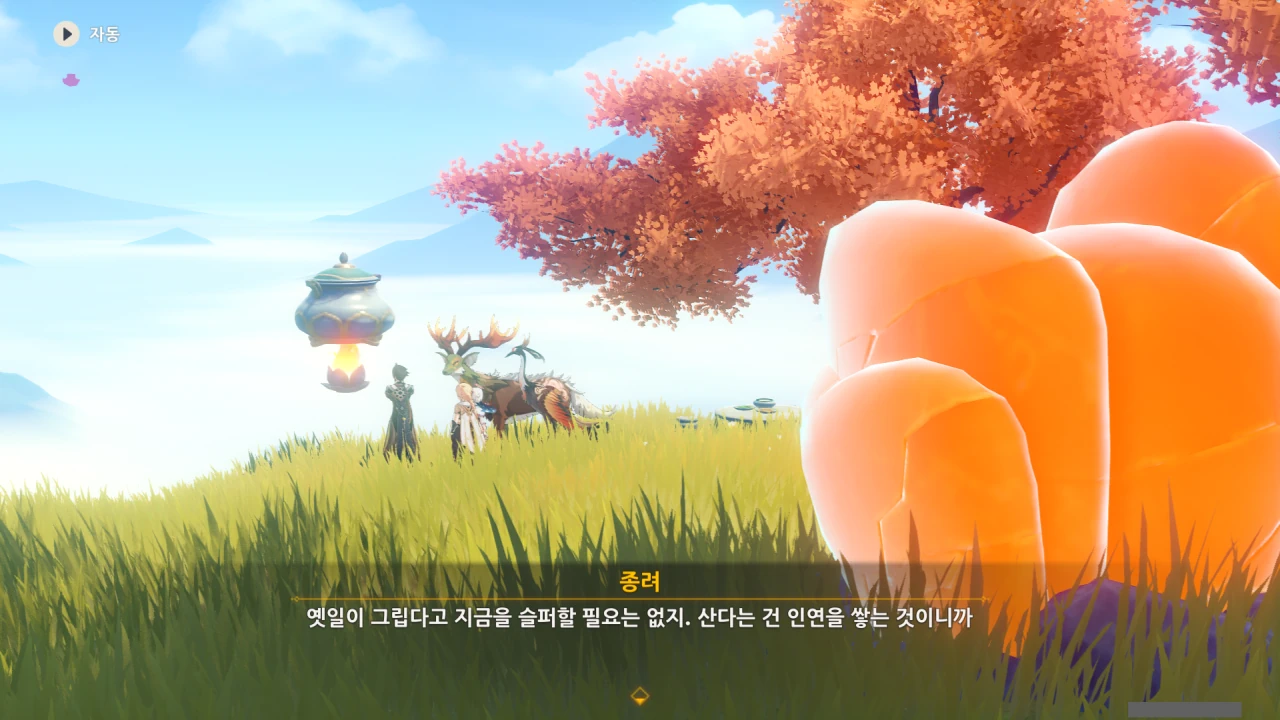 자동
종려
옛일이 그립다고 지금을 슬퍼할 필요는 없지. 산다는 건 인연을 쌓는 것이니까